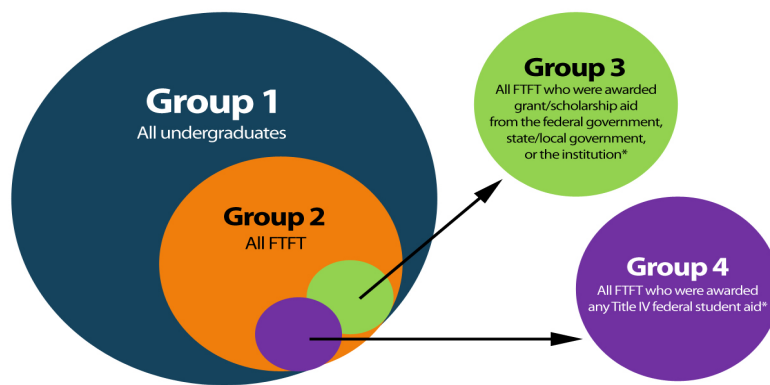 Group 1
All undergraduates
Group 2
All FTFT
Group 3
All FTFT who were awarded
grant/scholarship aid
from the federal government,
state/local government,
or the institution*
Group 4
All FTFT who were awarded
any Title IV federal student aid*